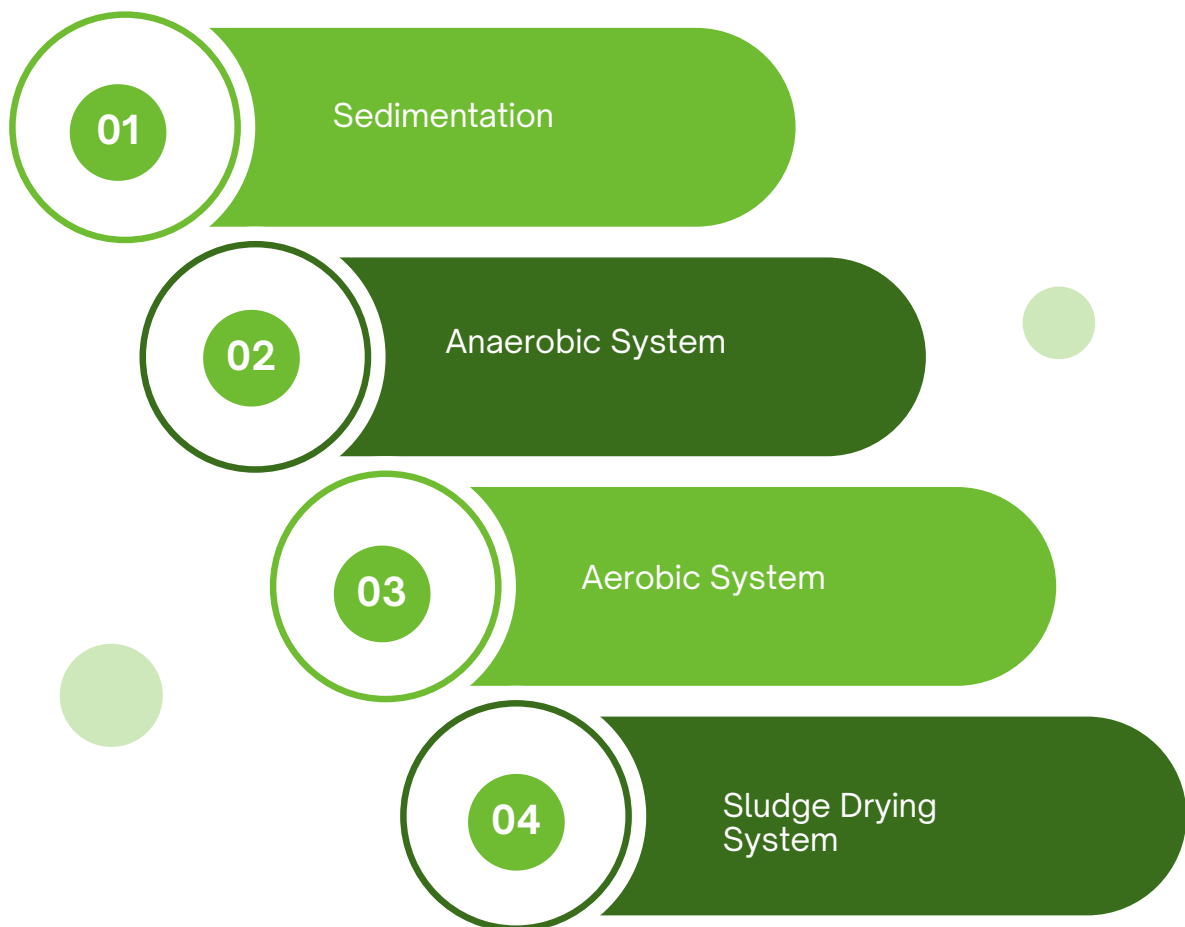 01
Sedimentation
02
Anaerobic System
03
Aerobic System
04
Sludge Drying
System